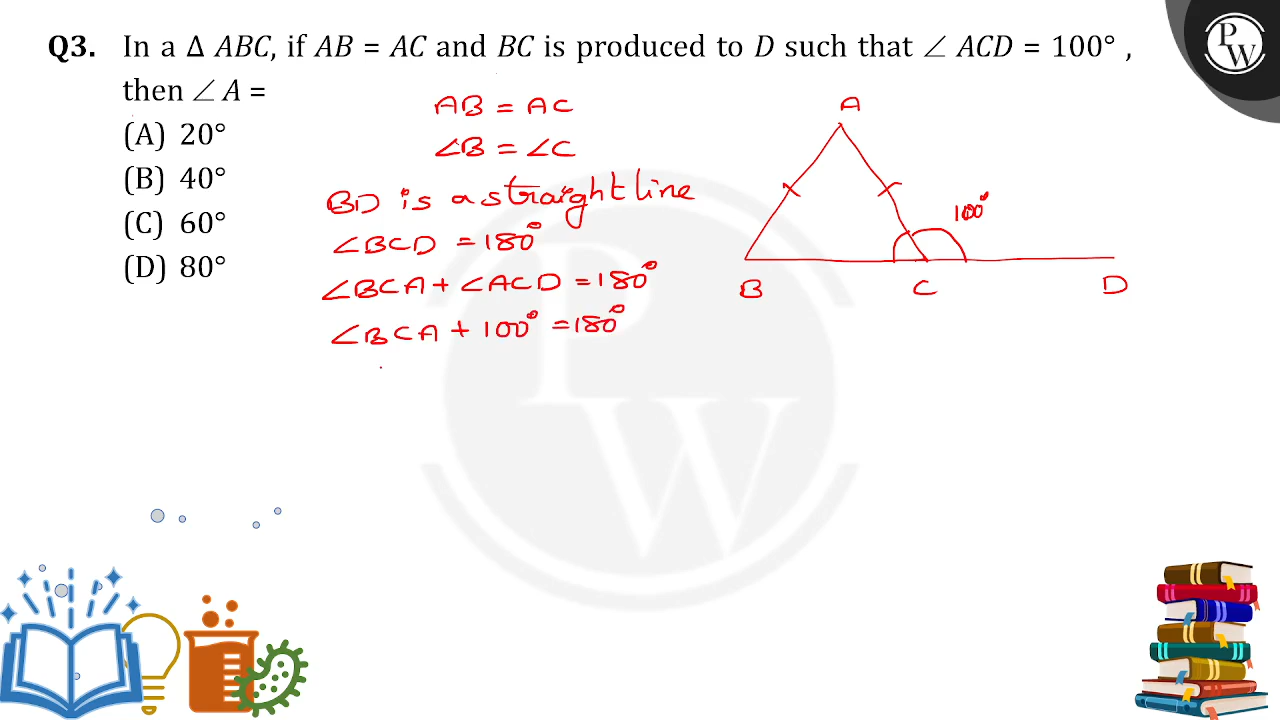 Q3. In a Δ ABC, if AB = AC and BC is produced to D such that ∠ ACD = 100° ,
then ∠ A =
(A) 20°
(B) 40°
(C) 60°
(D) 80°
AB = AC
∠B = ∠C
BD is a straight line
∠BCD = 180°
∠BCA + ∠ACD = 180°
∠BCA + 100° = 180°
A
100°
B
C
D
P
W
P
W